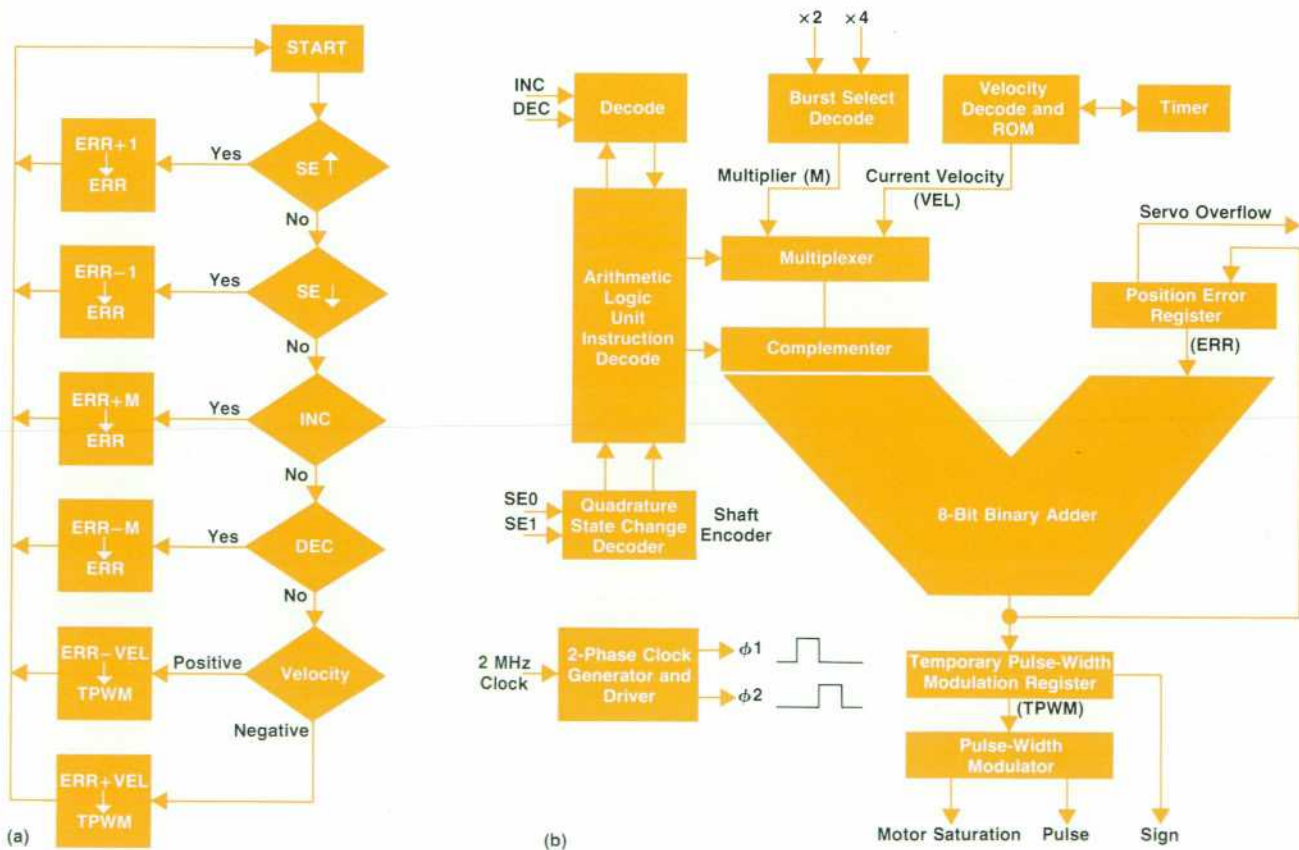 START
SE ↑
Yes
ERR+1
↓
ERR
No
SE ↓
Yes
ERR−1
↓
ERR
No
INC
Yes
ERR+M
↓
ERR
No
DEC
Yes
ERR−M
↓
ERR
No
Velocity
Positive
ERR−VEL
↓
TPWM
Negative
ERR+VEL
↓
TPWM
(a)
×2
×4
INC
DEC
Decode
Burst Select
Decode
Velocity
Decode and
ROM
Timer
Multiplier (M)
Current Velocity
(VEL)
Servo Overflow
Arithmetic
Logic
Unit
Instruction
Decode
Multiplexer
Complementer
Position Error
Register
(ERR)
8-Bit Binary Adder
SE0
SE1
Quadrature
State Change
Decoder
Shaft
Encoder
2 MHz
Clock
2-Phase Clock
Generator and
Driver
ϕ1
ϕ2
Temporary Pulse-Width
Modulation Register
(TPWM)
Pulse-Width
Modulator
Motor Saturation
Pulse
Sign
(b)